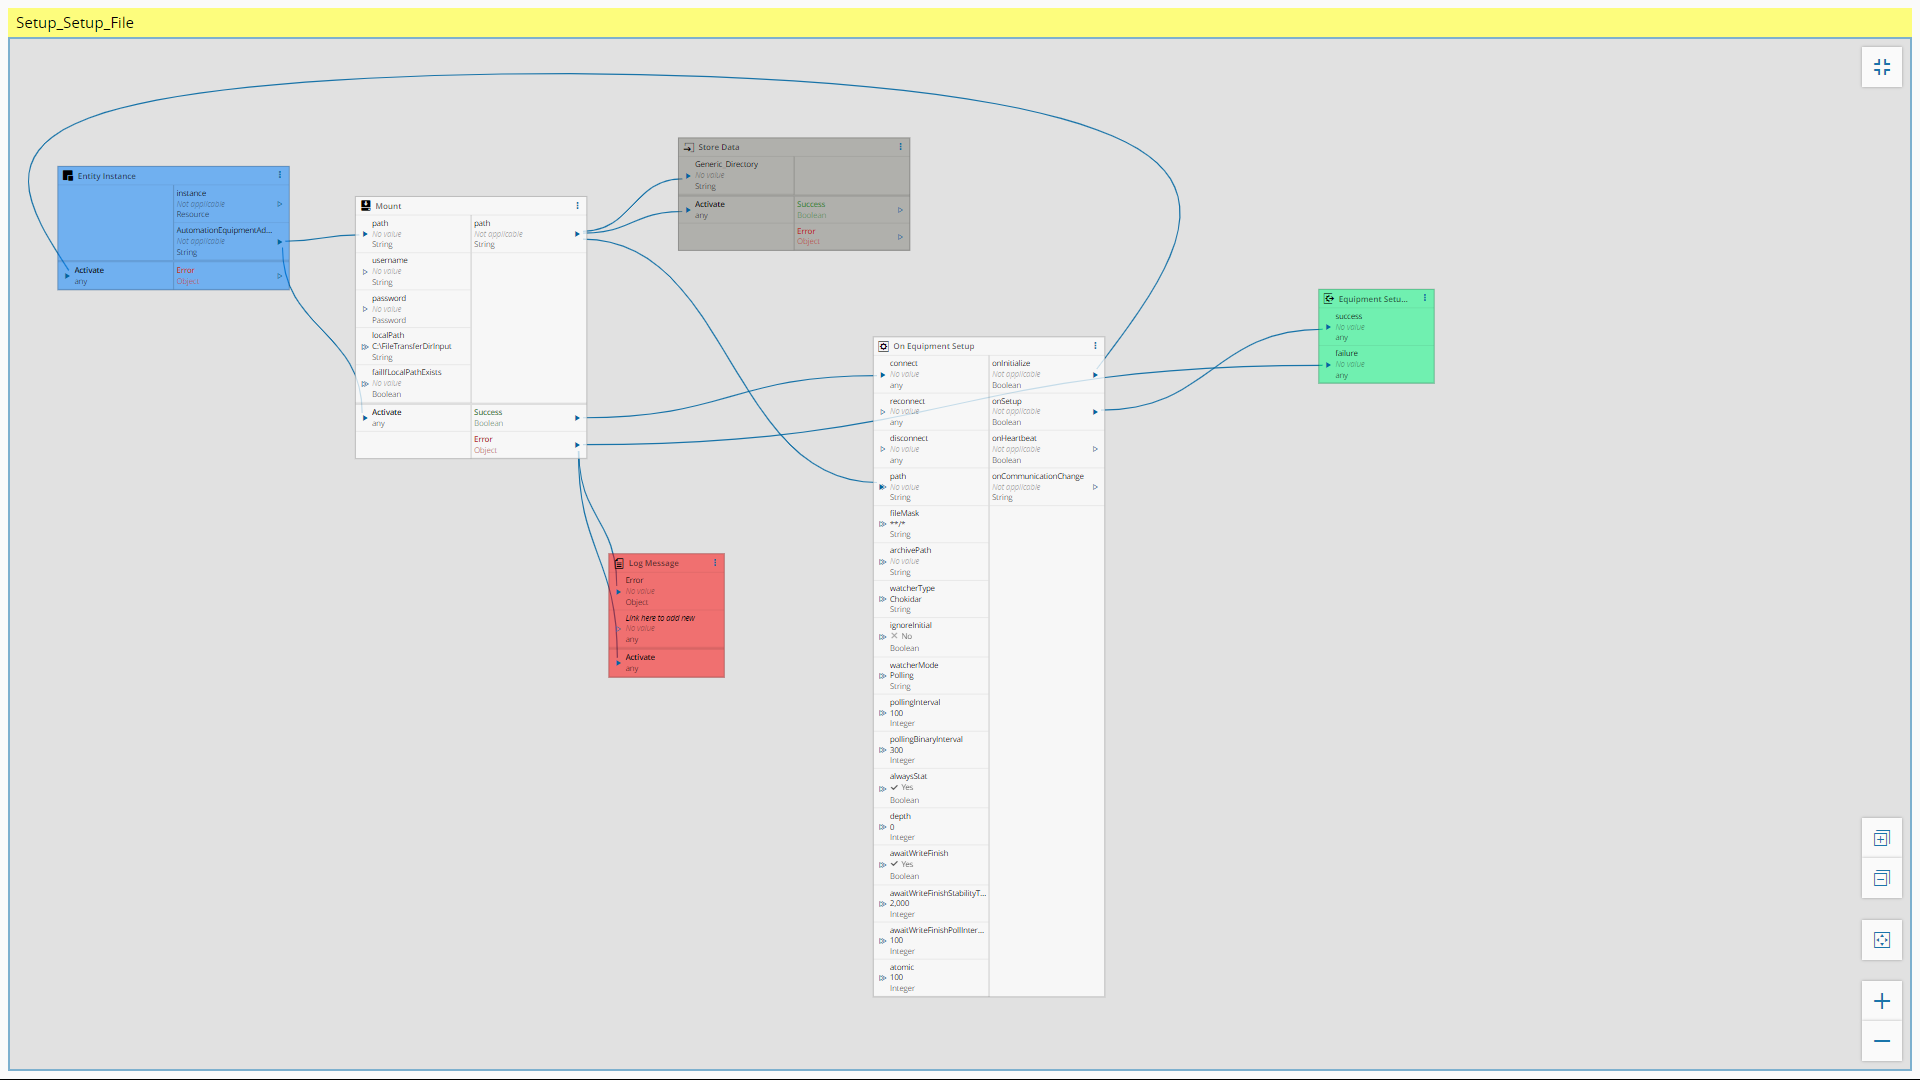 Setup_Setup_File
Entity Instance
instance
Not applicable
Resource
AutomationEquipmentAd...
Not applicable
String
Activate
any
Error
Object
Mount
path
No value
String
path
Not applicable
String
username
No value
String
password
No value
Password
localPath
C:\FileTransferDirInput
String
failIfLocalPathExists
No value
Boolean
Activate
any
Success
Boolean
Error
Object
Store Data
Generic_Directory
No value
String
Activate
any
Success
Boolean
Error
Object
Log Message
Error
No value
Object
Link here to add new
No value
any
Activate
any
On Equipment Setup
connect
No value
any
reconnect
No value
any
disconnect
No value
any
path
No value
String
fileMask
**/*
String
archivePath
No value
String
watcherType
Chokidar
String
ignoreInitial
No
Boolean
watcherMode
Polling
String
pollingInterval
100
Integer
pollingBinaryInterval
300
Integer
alwaysStat
Yes
Boolean
depth
0
Integer
awaitWriteFinish
Yes
Boolean
awaitWriteFinishStabilityT...
2,000
Integer
awaitWriteFinishPollInter...
100
Integer
atomic
100
Integer
onInitialize
Not applicable
Boolean
onSetup
Not applicable
Boolean
onHeartbeat
Not applicable
Boolean
onCommunicationChange
Not applicable
String
Equipment Setu...
success
No value
any
failure
No value
any